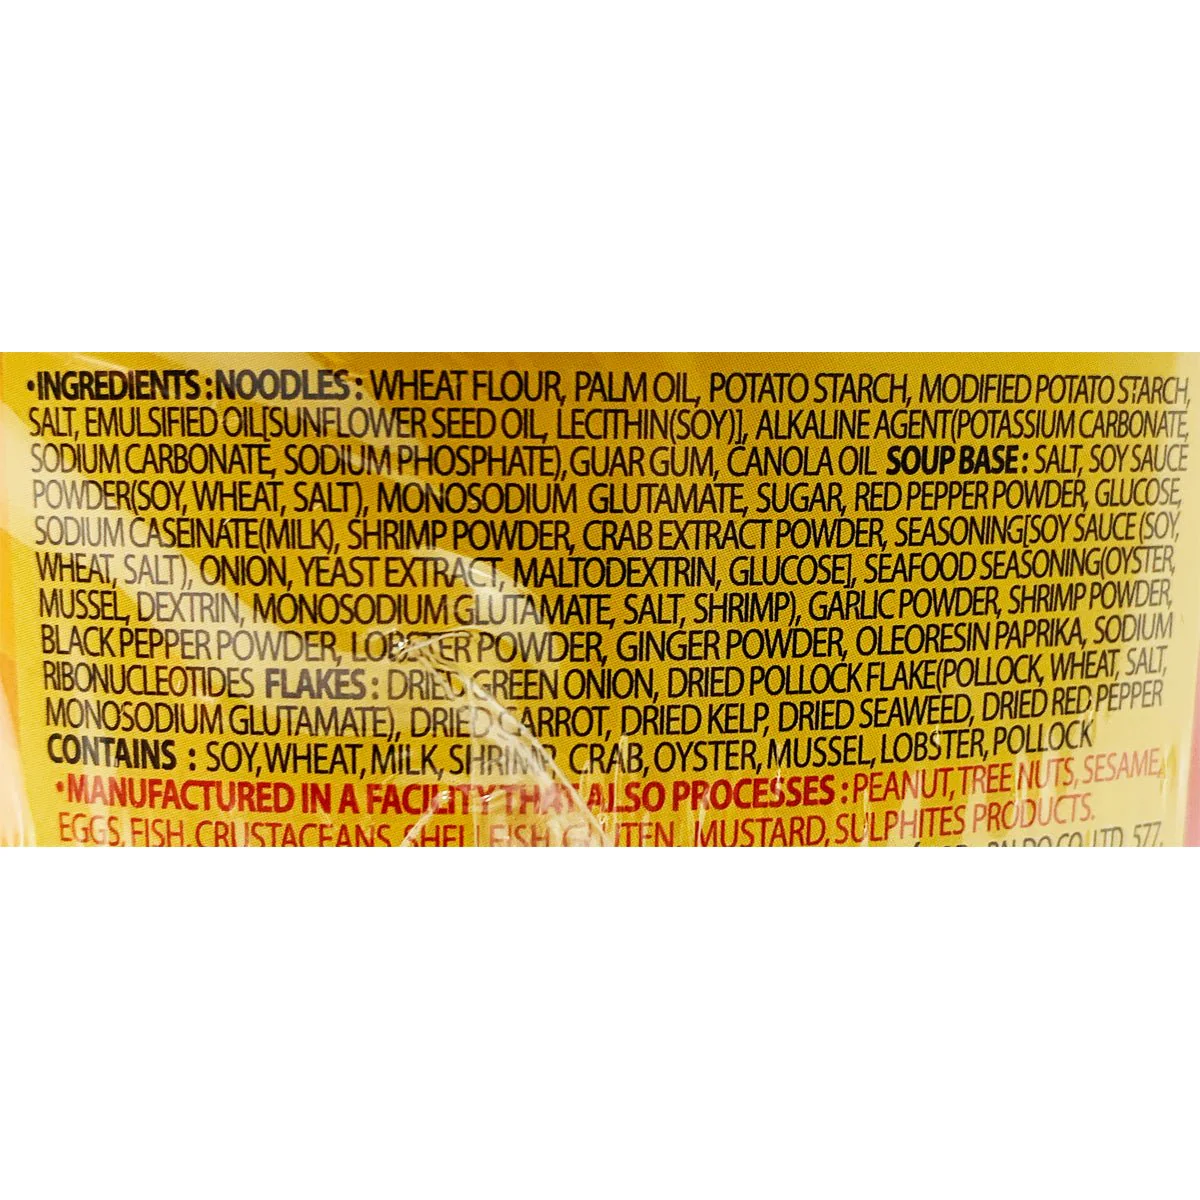 •INGREDIENTS : NOODLES : WHEAT FLOUR, PALM OIL, POTATO STARCH, MODIFIED POTATO STARCH,
SALT, EMULSIFIED OIL[SUNFLOWER SEED OIL, LECITHIN(SOY)], ALKALINE AGENT(POTASSIUM CARBONATE,
SODIUM CARBONATE, SODIUM PHOSPHATE), GUAR GUM, CANOLA OIL SOUP BASE : SALT, SOY SAUCE
POWDER(SOY, WHEAT, SALT), MONOSODIUM GLUTAMATE, SUGAR, RED PEPPER POWDER, GLUCOSE,
SODIUM CASEINATE(MILK), SHRIMP POWDER, CRAB EXTRACT POWDER, SEASONING[SOY SAUCE (SOY,
WHEAT, SALT), ONION, YEAST EXTRACT, MALTODEXTRIN, GLUCOSE], SEAFOOD SEASONING(OYSTER,
MUSSEL, DEXTRIN, MONOSODIUM GLUTAMATE, SALT, SHRIMP), GARLIC POWDER, SHRIMP POWDER,
BLACK PEPPER POWDER, LOBSTER POWDER, GINGER POWDER, OLEORESIN PAPRIKA, SODIUM
RIBONUCLEOTIDES FLAKES : DRIED GREEN ONION, DRIED POLLOCK FLAKE(POLLOCK, WHEAT, SALT,
MONOSODIUM GLUTAMATE), DRIED CARROT, DRIED KELP, DRIED SEAWEED, DRIED RED PEPPER
CONTAINS : SOY, WHEAT, MILK, SHRIMP, CRAB, OYSTER, MUSSEL, LOBSTER, POLLOCK
•MANUFACTURED IN A FACILITY THAT ALSO PROCESSES : PEANUT, TREE NUTS, SESAME,
EGGS, FISH, CRUSTACEANS, SHELLFISH, GLUTEN, MUSTARD, SULPHITES PRODUCTS.
PALDO CO., LTD. 577,